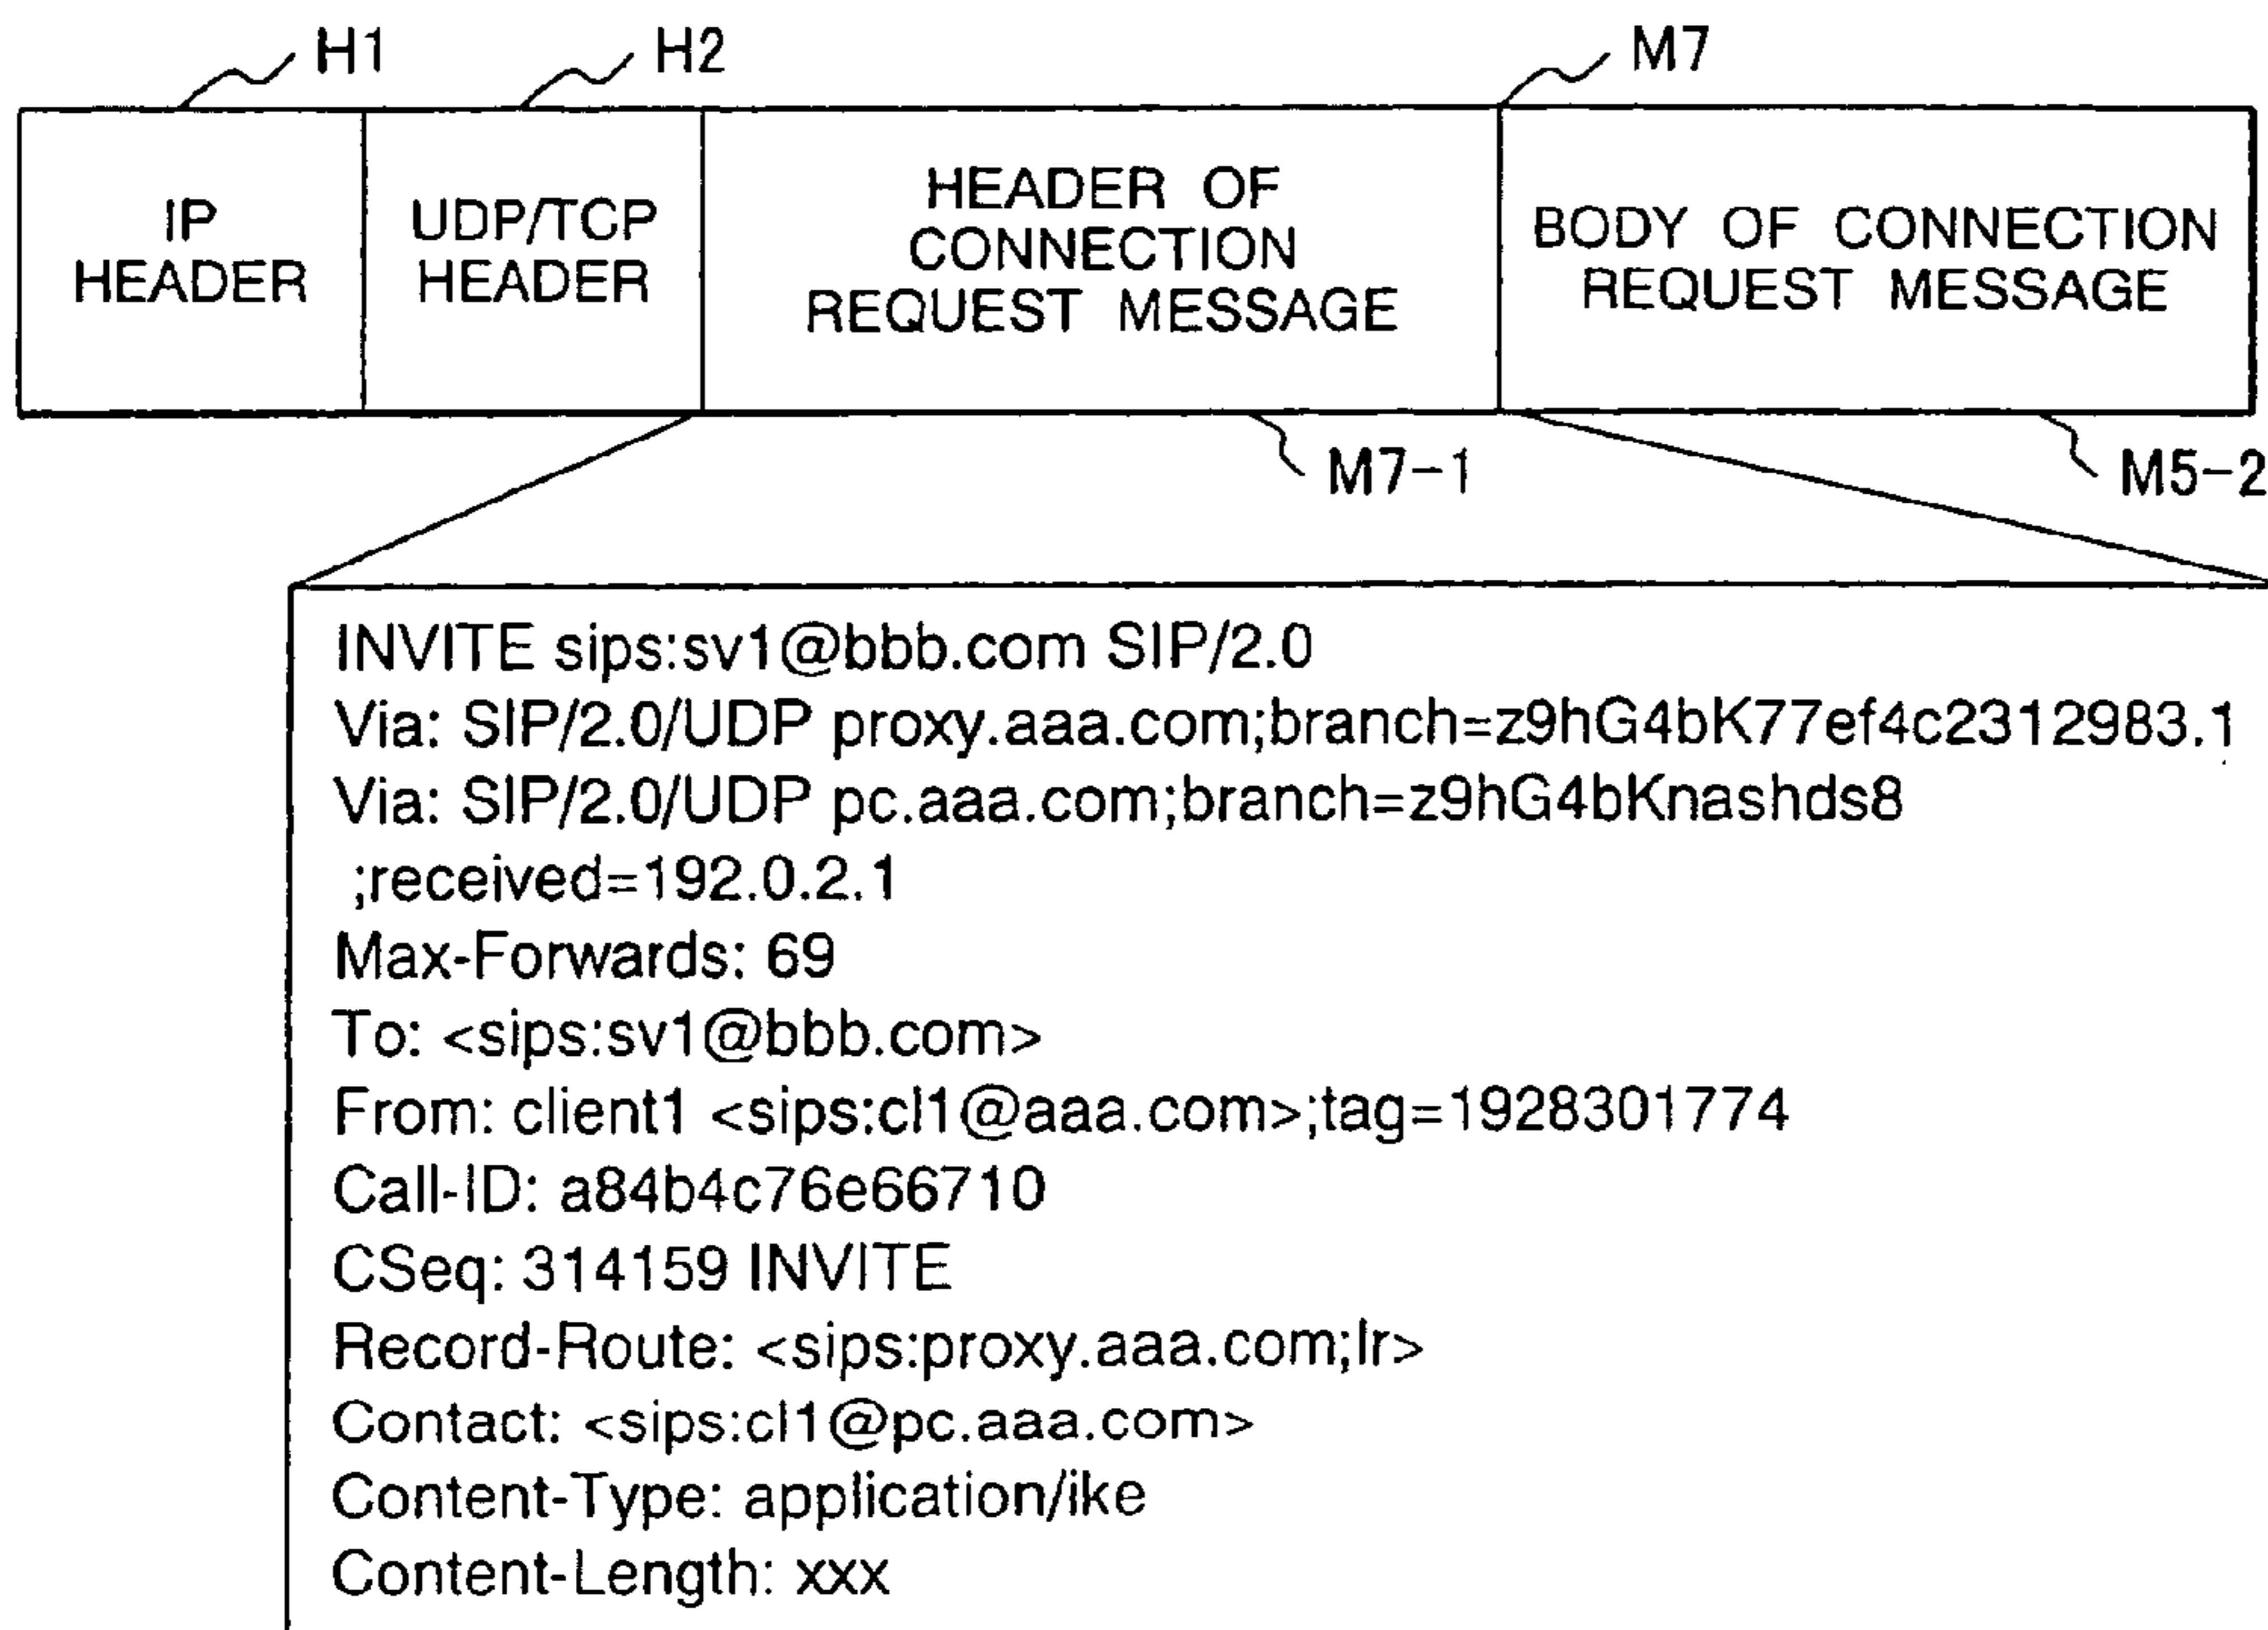 H1
H2
M7
IP
HEADER
UDP/TCP
HEADER
HEADER OF
CONNECTION
REQUEST MESSAGE
BODY OF CONNECTION
REQUEST MESSAGE
M7-1
M5-2
INVITE sips:sv1@bbb.com SIP/2.0
Via: SIP/2.0/UDP proxy.aaa.com;branch=z9hG4bK77ef4c2312983.1
Via: SIP/2.0/UDP pc.aaa.com;branch=z9hG4bKnashds8
;received=192.0.2.1
Max-Forwards: 69
To: <sips:sv1@bbb.com>
From: client1 <sips:cl1@aaa.com>;tag=1928301774
Call-ID: a84b4c76e66710
CSeq: 314159 INVITE
Record-Route: <sips:proxy.aaa.com;lr>
Contact: <sips:cl1@pc.aaa.com>
Content-Type: application/ike
Content-Length: xxx